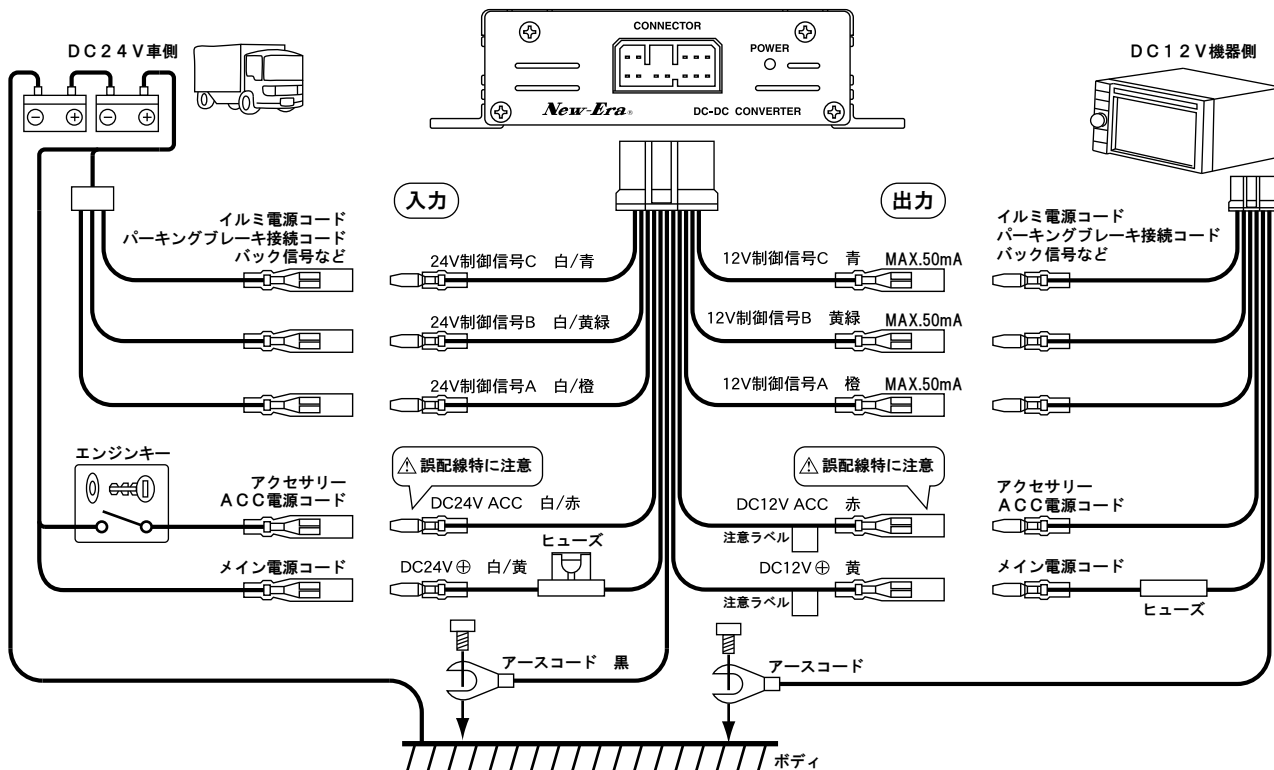 CONNECTOR
POWER
New-Era®
DC-DC CONVERTER
DC24V車側
DC12V機器側
入力
出力
イルミ電源コード
パーキングブレーキ接続コード
バック信号など
24V制御信号C 白/青
12V制御信号C 青 MAX.50mA
イルミ電源コード
パーキングブレーキ接続コード
バック信号など
24V制御信号B 白/黄緑
12V制御信号B 黄緑 MAX.50mA
24V制御信号A 白/橙
12V制御信号A 橙 MAX.50mA
エンジンキー
アクセサリー
ACC電源コード
⚠ 誤配線特に注意
DC24V ACC 白/赤
⚠ 誤配線特に注意
DC12V ACC 赤
注意ラベル
アクセサリー
ACC電源コード
メイン電源コード
DC24V⊕ 白/黄
ヒューズ
DC12V⊕ 黄
注意ラベル
メイン電源コード
ヒューズ
アースコード 黒
アースコード
ボディ